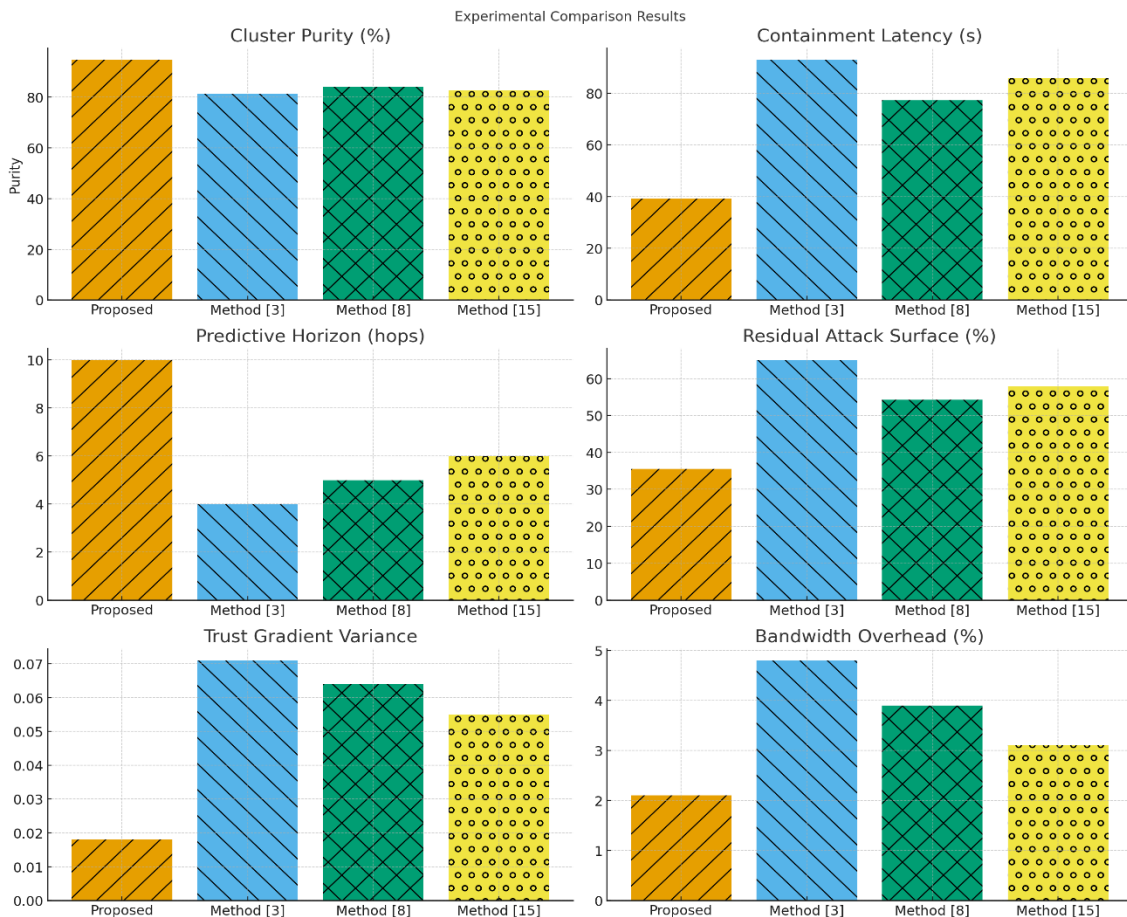 Experimental Comparison Results
Cluster Purity (%)
Purity
80
60
40
20
0
Proposed Method [3] Method [8] Method [15]
Containment Latency (s)
80
60
40
20
0
Proposed Method [3] Method [8] Method [15]
Predictive Horizon (hops)
10
8
6
4
2
0
Proposed Method [3] Method [8] Method [15]
Residual Attack Surface (%)
60
50
40
30
20
10
0
Proposed Method [3] Method [8] Method [15]
Trust Gradient Variance
0.07
0.06
0.05
0.04
0.03
0.02
0.01
0.00
Proposed Method [3] Method [8] Method [15]
Bandwidth Overhead (%)
5
4
3
2
1
0
Proposed Method [3] Method [8] Method [15]